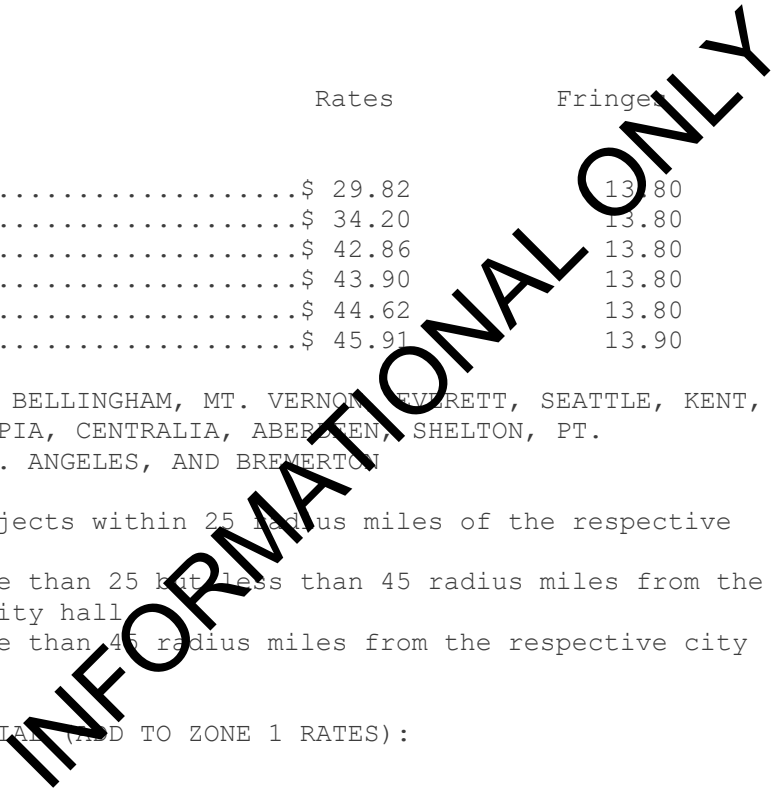 Rates Fringes
...................$ 29.82 13.80
...................$ 34.20 13.80
...................$ 42.86 13.80
...................$ 43.90 13.80
...................$ 44.62 13.80
...................$ 45.91 13.90
BELLINGHAM, MT. VERNON, EVERETT, SEATTLE, KENT,
PIA, CENTRALIA, ABERDEEN, SHELTON, PT.
. ANGELES, AND BREMERTON
jects within 25 radius miles of the respective
e than 25 but less than 45 radius miles from the
ity hall
e than 45 radius miles from the respective city
IAL (ADD TO ZONE 1 RATES):
INFORMATIONAL ONLY